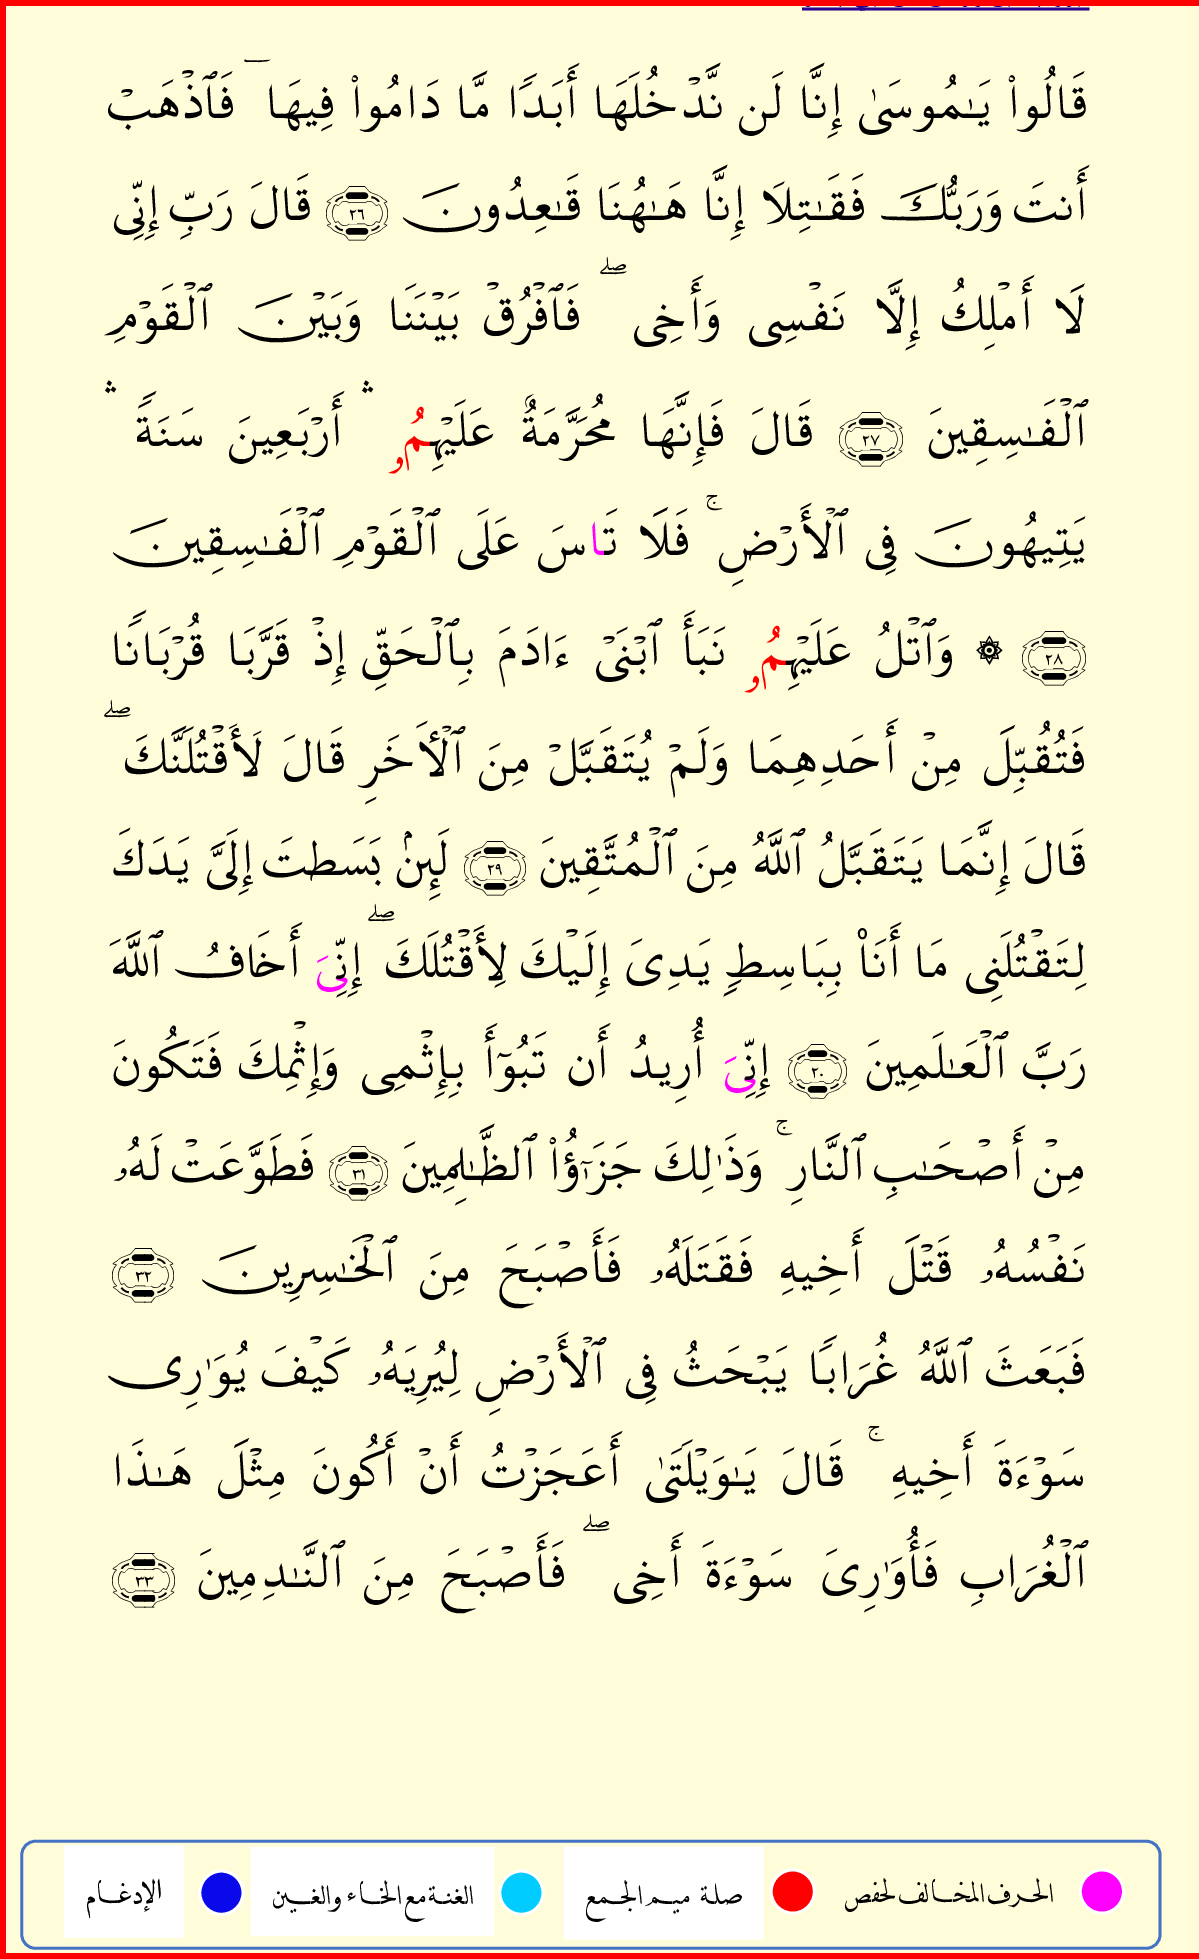 قَالُوا۟ يَـٰمُوسَىٰ إِنَّا لَن نَّدۡخُلَهَا أَبَدًا مَّا دَامُوا۟ فِيهَا ۖ فَٱذۡهَبۡ
أَنتَ وَرَبُّكَ فَقَـٰتِلَا إِنَّا هَـٰهُنَا قَـٰعِدُونَ ٢٦ قَالَ رَبِّ إِنِّى
لَا أَمۡلِكُ إِلَّا نَفۡسِى وَأَخِى ۖ فَٱفۡرُقۡ بَيۡنَنَا وَبَيۡنَ ٱلۡقَوۡمِ
ٱلۡفَـٰسِقِينَ ٢٧ قَالَ فَإِنَّهَا مُحَرَّمَةٌ عَلَيۡهِمُۥ ۛ أَرۡبَعِينَ سَنَةً ۛ
يَتِيهُونَ فِى ٱلۡأَرۡضِ ۚ فَلَا تَاسَ عَلَى ٱلۡقَوۡمِ ٱلۡفَـٰسِقِينَ
٢٨ ۞ وَٱتۡلُ عَلَيۡهِمُۥ نَبَأَ ٱبۡنَىۡ ءَادَمَ بِٱلۡحَقِّ إِذۡ قَرَّبَا قُرۡبَانًا
فَتُقُبِّلَ مِنۡ أَحَدِهِمَا وَلَمۡ يُتَقَبَّلۡ مِنَ ٱلۡأَخَرِ قَالَ لَأَقۡتُلَنَّكَ ۖ
قَالَ إِنَّمَا يَتَقَبَّلُ ٱللَّهُ مِنَ ٱلۡمُتَّقِينَ ٢٩ لَئِنۢ بَسَطتَ إِلَىَّ يَدَكَ
لِتَقۡتُلَنِى مَا أَنَا۠ بِبَاسِطٍ يَدِىَ إِلَيۡكَ لِأَقۡتُلَكَ ۖ إِنِّىَ أَخَافُ ٱللَّهَ
رَبَّ ٱلۡعَـٰلَمِينَ ٣٠ إِنِّىَ أُرِيدُ أَن تَبُوٓأَ بِإِثۡمِى وَإِثۡمِكَ فَتَكُونَ
مِنۡ أَصۡحَـٰبِ ٱلنَّارِ ۚ وَذَٰلِكَ جَزَـٰٓؤُا۟ ٱلظَّـٰلِمِينَ ٣١ فَطَوَّعَتۡ لَهُۥ
نَفۡسُهُۥ قَتۡلَ أَخِيهِ فَقَتَلَهُۥ فَأَصۡبَحَ مِنَ ٱلۡخَـٰسِرِينَ ٣٢
فَبَعَثَ ٱللَّهُ غُرَابًا يَبۡحَثُ فِى ٱلۡأَرۡضِ لِيُرِيَهُۥ كَيۡفَ يُوَٰرِى
سَوۡءَةَ أَخِيهِ ۚ قَالَ يَـٰوَيۡلَتَىٰ أَعَجَزۡتُ أَنۡ أَكُونَ مِثۡلَ هَـٰذَا
ٱلۡغُرَابِ فَأُوَٰرِىَ سَوۡءَةَ أَخِى ۖ فَأَصۡبَحَ مِنَ ٱلنَّـٰدِمِينَ ٣٣
الحرف المخالف لحفص صلة ميم الجمع الغنة مع الخاء والغين الإدغام